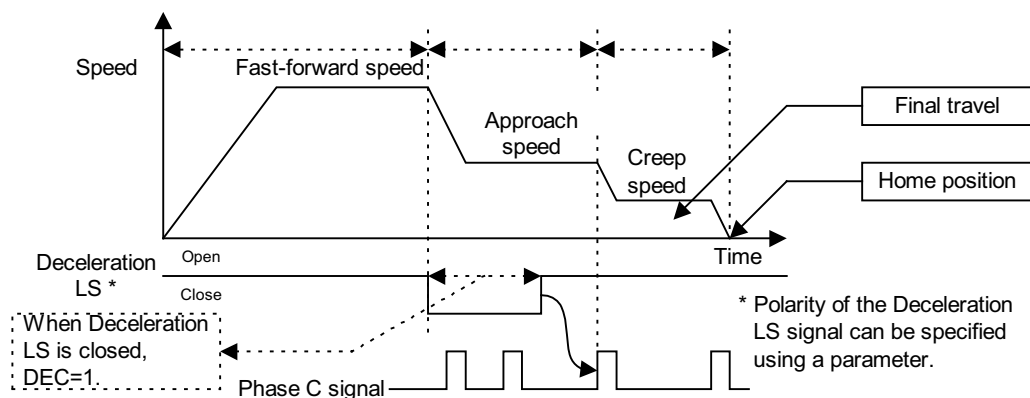 Speed
Fast-forward speed
Approach
speed
Creep
speed
Final travel
Home position
Time
Open
Deceleration
LS *
Close
When Deceleration
LS is closed,
DEC=1.
* Polarity of the Deceleration
LS signal can be specified
using a parameter.
Phase C signal